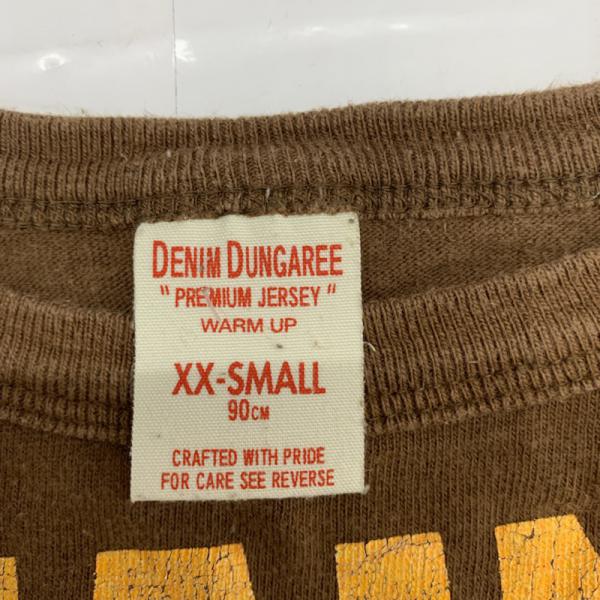 DENIM DUNGAREE
"PREMIUM JERSEY"
WARM UP
XX-SMALL
90CM
CRAFTED WITH PRIDE
FOR CARE SEE REVERSE